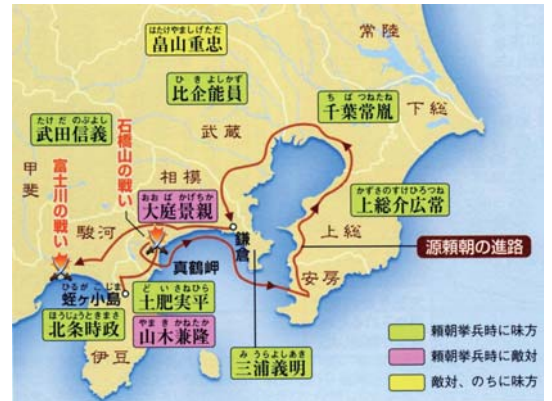 はたけやましげただ
畠山重忠
常陸
ひきよしかず
比企能員
ちばつねたね
千葉常胤
下総
たけだのぶよし
武田信義
武蔵
石橋山の戦い
甲斐
富士川の戦い
相模
おおばかげちか
大庭景親
かずさのすけひろつね
上総介広常
駿河
鎌倉
上総
源頼朝の進路
真鶴岬
安房
ひるがこじま
蛭ヶ小島
どいさねひら
土肥実平
ほうじょうときまさ
北条時政
やまきかねたか
山木兼隆
伊豆
みうらよしあき
三浦義明
頼朝挙兵時に味方
頼朝挙兵時に敵対
敵対、のちに味方